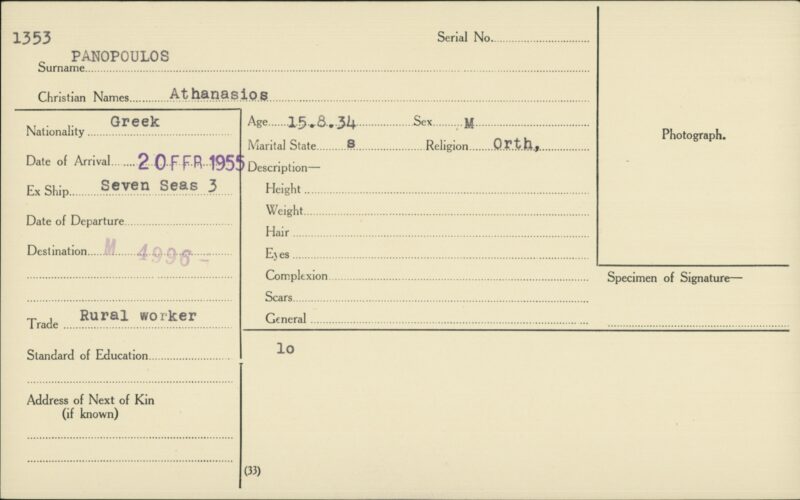 1353
Serial No.
Surname PANOPOULOS
Christian Names Athanasios
Nationality Greek
Date of Arrival 20 FEB 1955
Ex Ship Seven Seas 3
Date of Departure
Destination M 4996-
Trade Rural worker
Standard of Education
Address of Next of Kin
(if known)
Age 15.8.34 Sex M
Marital State s Religion Orth,
Description—
Height
Weight
Hair
Eyes
Complexion
Scars
General
lo
(33)
Photograph.
Specimen of Signature—